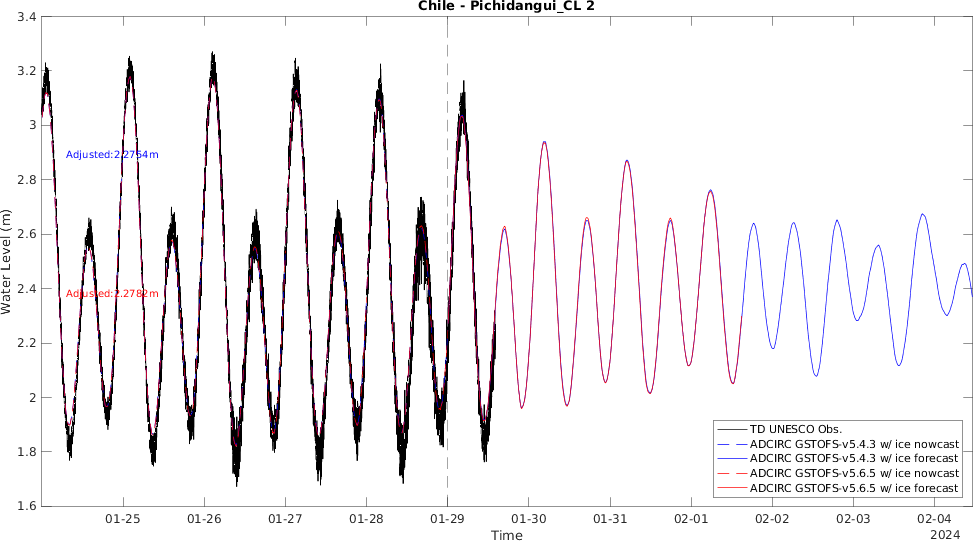 Chile - Pichidangui_CL 2
3.4
3.2
3
2.8
2.6
2.4
2.2
2
1.8
1.6
Water Level (m)
Adjusted:2.2754m
Adjusted:2.2782m
TD UNESCO Obs.
ADCIRC GSTOFS-v5.4.3 w/ ice nowcast
ADCIRC GSTOFS-v5.4.3 w/ ice forecast
ADCIRC GSTOFS-v5.6.5 w/ ice nowcast
ADCIRC GSTOFS-v5.6.5 w/ ice forecast
01-25 01-26 01-27 01-28 01-29 01-30 01-31 02-01 02-02 02-03 02-04
Time
2024